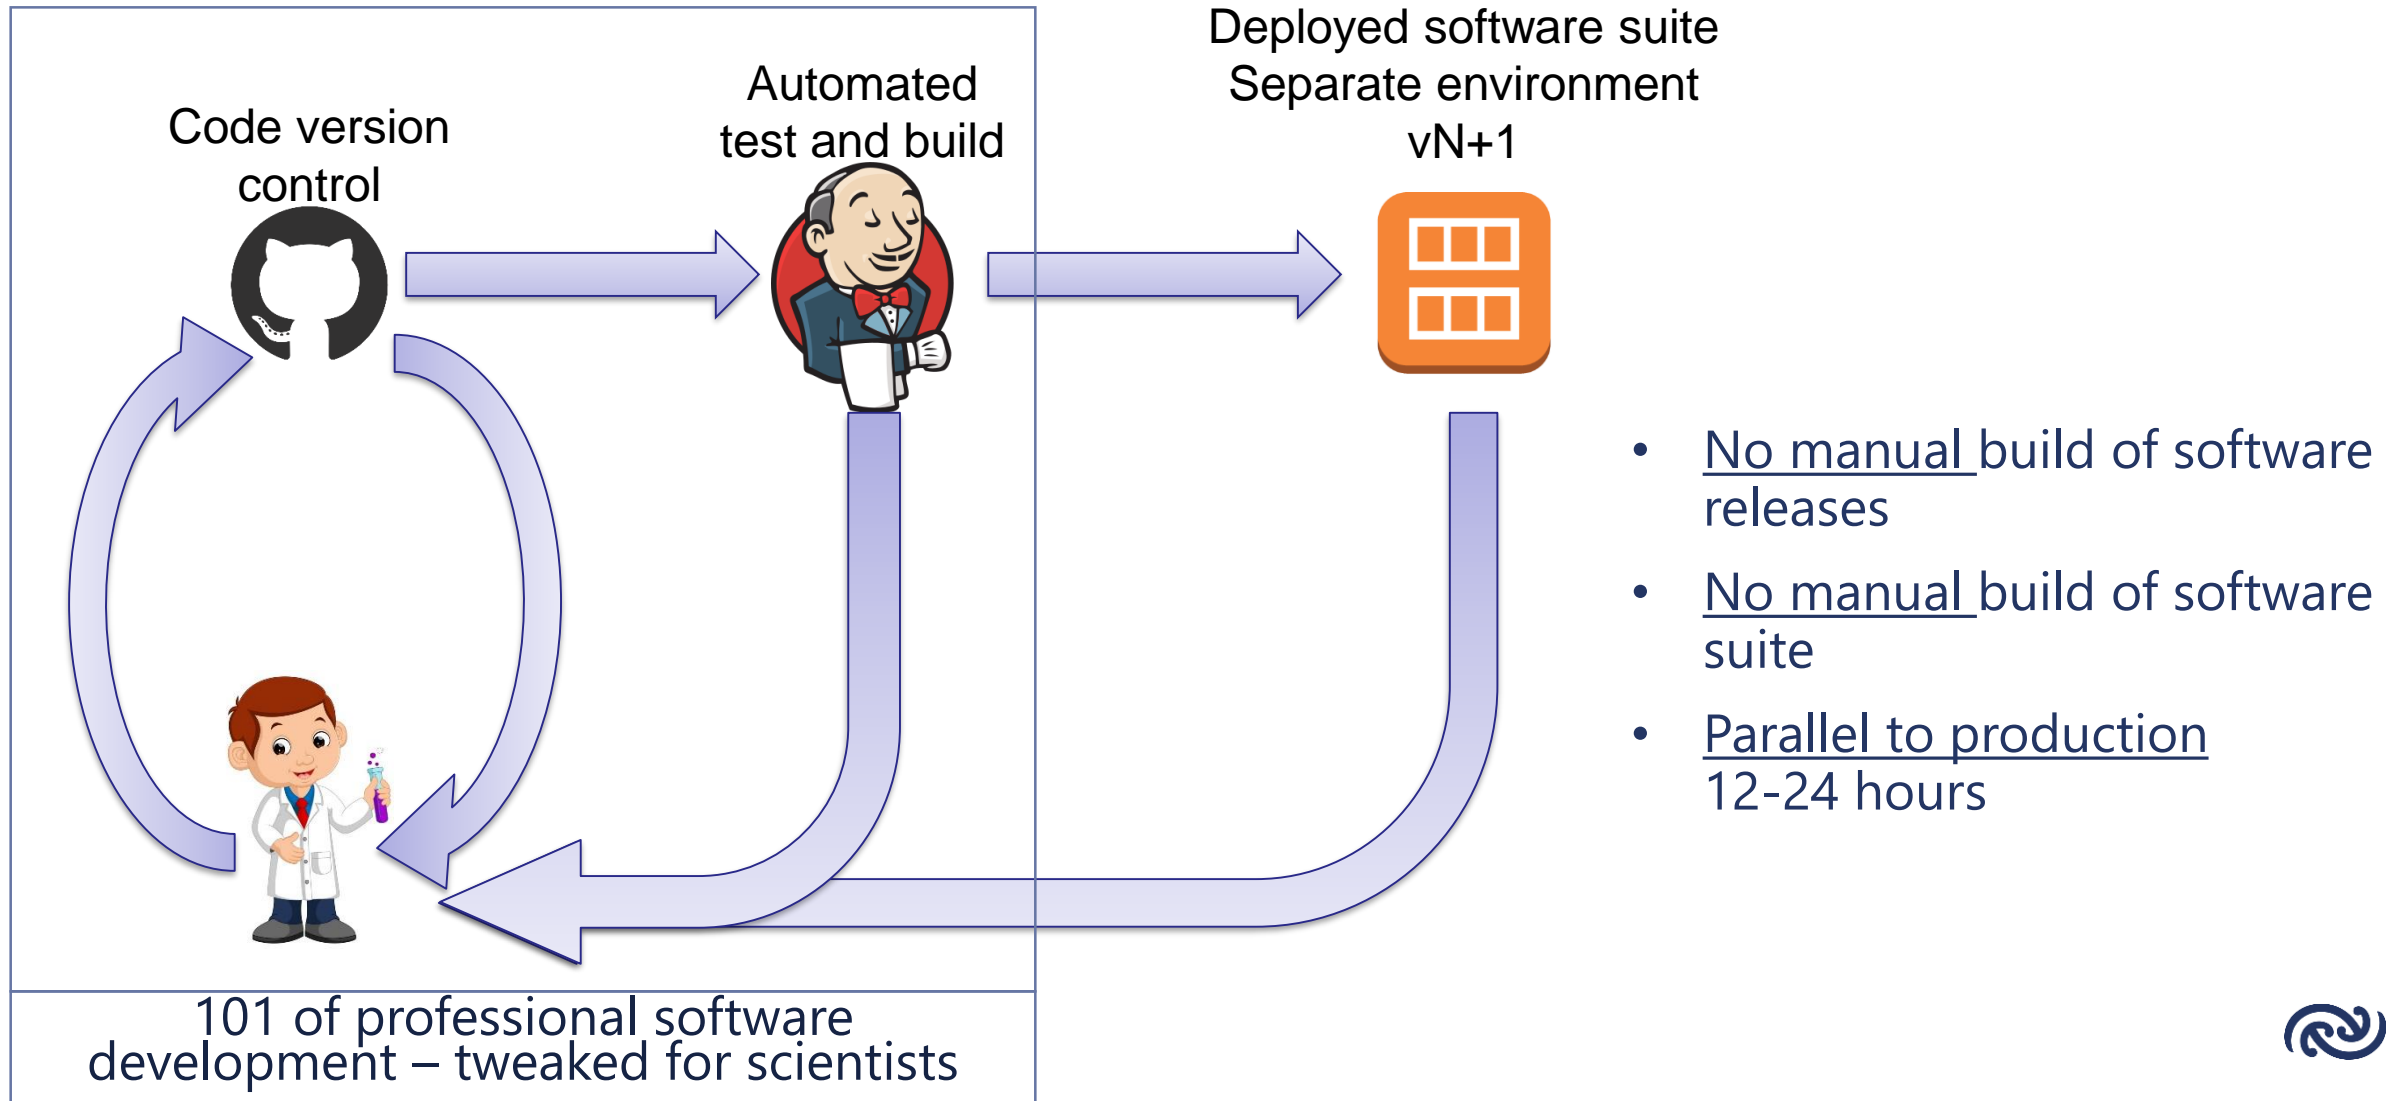 Code version
control
Automated
test and build
Deployed software suite
Separate environment
vN+1
• No manual build of software
releases
• No manual build of software
suite
• Parallel to production
12-24 hours
101 of professional software
development – tweaked for scientists